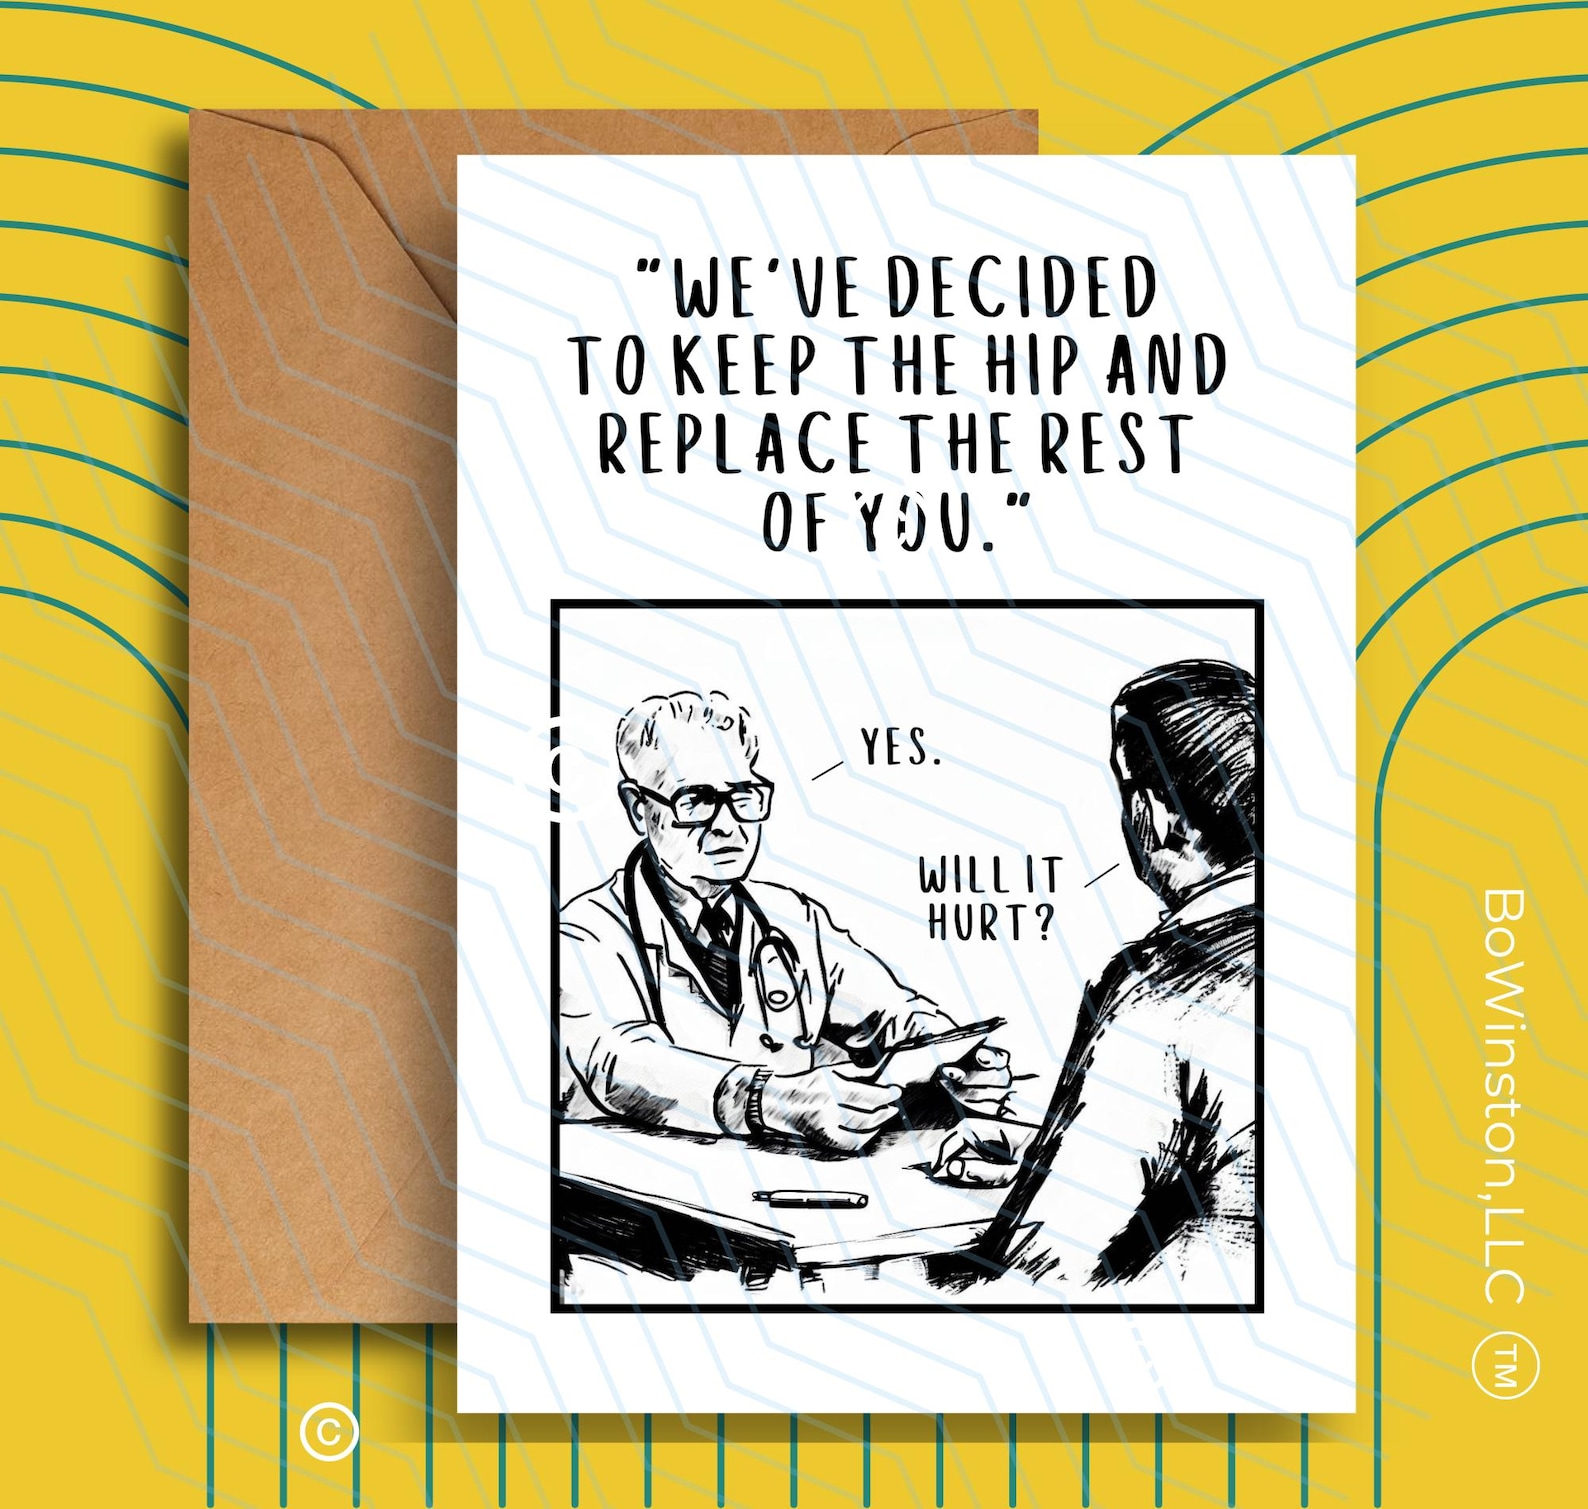 "WE'VE DECIDED
TO KEEP THE HIP AND
REPLACE THE REST
OF YOU."
YES.
WILL IT
HURT?
BoWinston,LLC TM
©